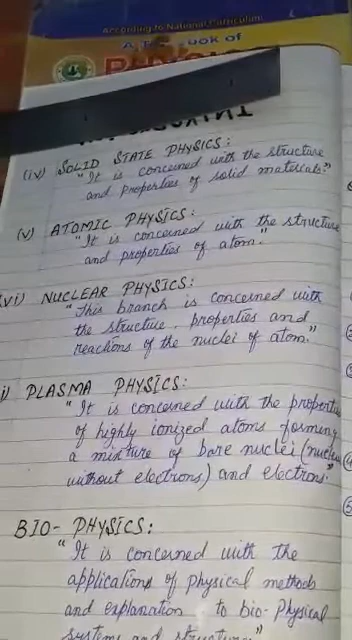 According to National Curriculum
A Text Book of
(iv) SOLID STATE PHYSICS:
"It is concerned with the structure
and properties of solid materials."
(v) ATOMIC PHYSICS:
"It is concerned with the structure
and properties of atom."
vi) NUCLEAR PHYSICS:
"This branch is concerned with
the structure, properties and
reactions of the nuclei of atom."
i) PLASMA PHYSICS:
"It is concerned with the
of highly ionized atoms forming
a mixture of bare nuclei
without electrons) and electrons."
BIO-PHYSICS:
"It is concerned with the
applications of physical methods
and explanation to bio-Physical
systems and structures"